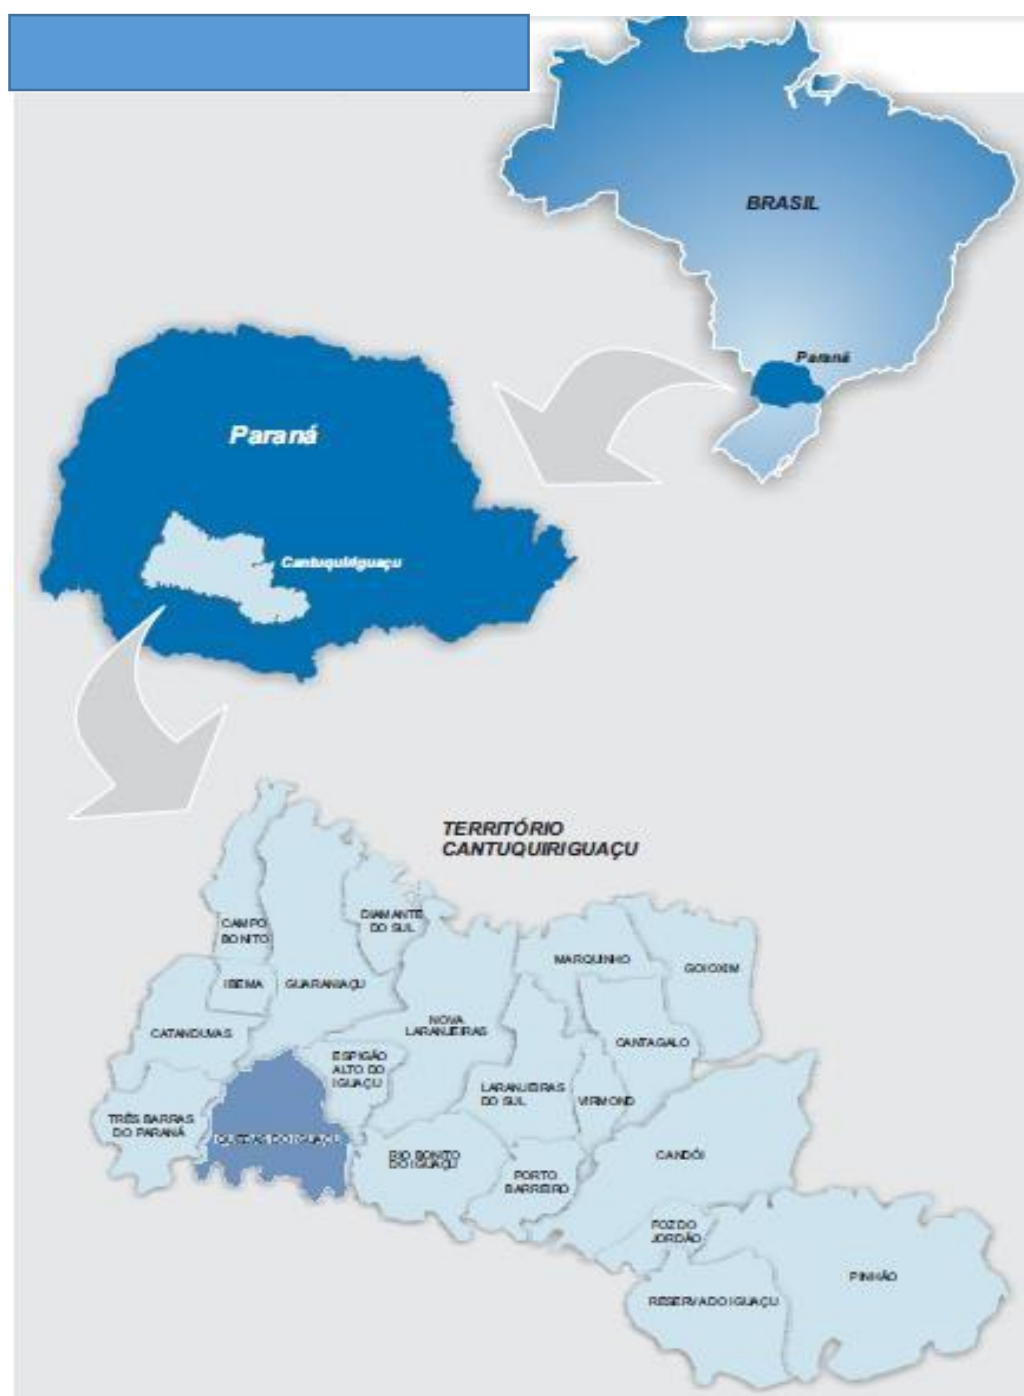 BRASIL
Paraná
Paraná
Cantuquiriguaçu
TERRITÓRIO
CANTUQUIRIGUAÇU
CAMPO
BONITO
DIAMANTE
DO SUL
MARQUINHO
GOIOXIM
IBEMA
GUARANIAÇU
CATANDUVAS
NOVA
LARANJEIRAS
CANTAGALO
ESPIGÃO
ALTO DO
IGUAÇU
LARANJEIRAS
DO SUL
VIRMOND
TRÊS BARRAS
DO PARANÁ
QUEDAS DO IGUAÇU
RIO BONITO
DO IGUAÇU
PORTO
BARREIRO
CANDÓI
FOZ DO
JORDÃO
PINHÃO
RESERVA DO IGUAÇU